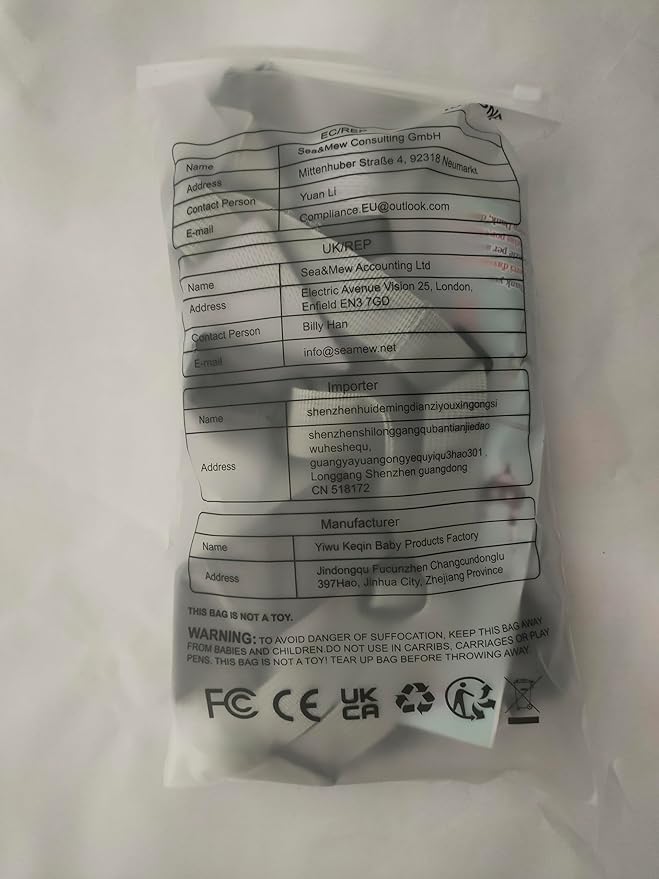 EC/REP
Name Sea&Mew Consulting GmbH
Address Mittenhuber Straße 4, 92318 Neumarkt
Contact Person Yuan Li
E-mail Compliance.EU@outlook.com
UK/REP
Name Sea&Mew Accounting Ltd
Address Electric Avenue Vision 25, London,
Enfield EN3 7GD
Contact Person Billy Han
E-mail info@seamew.net
Importer
Name shenzhenhuidemingdianziyouxingongsi
Address shenzhenshilonggangqubantianjiedao
wuheshequ,
guangyayuangongyequyiqu3hao301 ,
Longgang Shenzhen guangdong
CN 518172
Manufacturer
Name Yiwu Keqin Baby Products Factory
Address Jindongqu Fucunzhen Changcundonglu
397Hao, Jinhua City, Zhejiang Province
THIS BAG IS NOT A TOY.
WARNING: TO AVOID DANGER OF SUFFOCATION, KEEP THIS BAG AWAY
FROM BABIES AND CHILDREN.DO NOT USE IN CARRIBS, CARRIAGES OR PLAY
PENS. THIS BAG IS NOT A TOY! TEAR UP BAG BEFORE THROWING AWAY
FC CE UK
CA